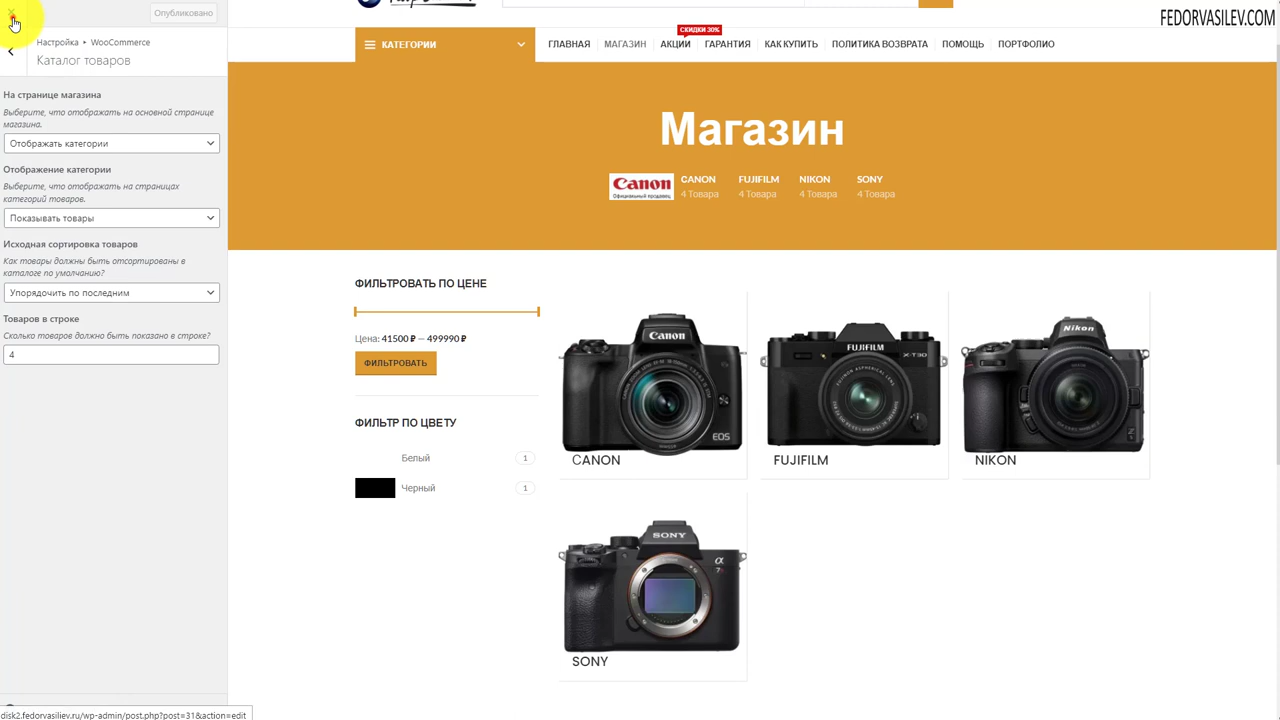 Опубликовано
FEDORVASILEV.COM
Настройка ▸ WooCommerce
Каталог товаров
На странице магазина
Выберите, что отображать на основной странице
магазина.
Отображать категории
Отображение категории
Выберите, что отображать на страницах
категорий товаров.
Показывать товары
Исходная сортировка товаров
Как товары должны быть отсортированы в
каталоге по умолчанию?
Упорядочить по последним
Товаров в строке
Сколько товаров должно быть показано в строке?
4
СКИДКИ 30%
КАТЕГОРИИ
ГЛАВНАЯ МАГАЗИН АКЦИИ ГАРАНТИЯ КАК КУПИТЬ ПОЛИТИКА ВОЗВРАТА ПОМОЩЬ ПОРТФОЛИО
Магазин
Canon
Официальный продавец
CANON FUJIFILM NIKON SONY
4 Товара 4 Товара 4 Товара 4 Товара
ФИЛЬТРОВАТЬ ПО ЦЕНЕ
Цена: 41500 ₽ — 499990 ₽
ФИЛЬТРОВАТЬ
ФИЛЬТР ПО ЦВЕТУ
Белый 1
Черный 1
Canon
EOS
CANON
FUJIFILM
X-T30
FUJIFILM
Nikon
NIKON
SONY
α
7R
SONY
disk2.fedorvasiliev.ru/wp-admin/post.php?post=31&action=edit